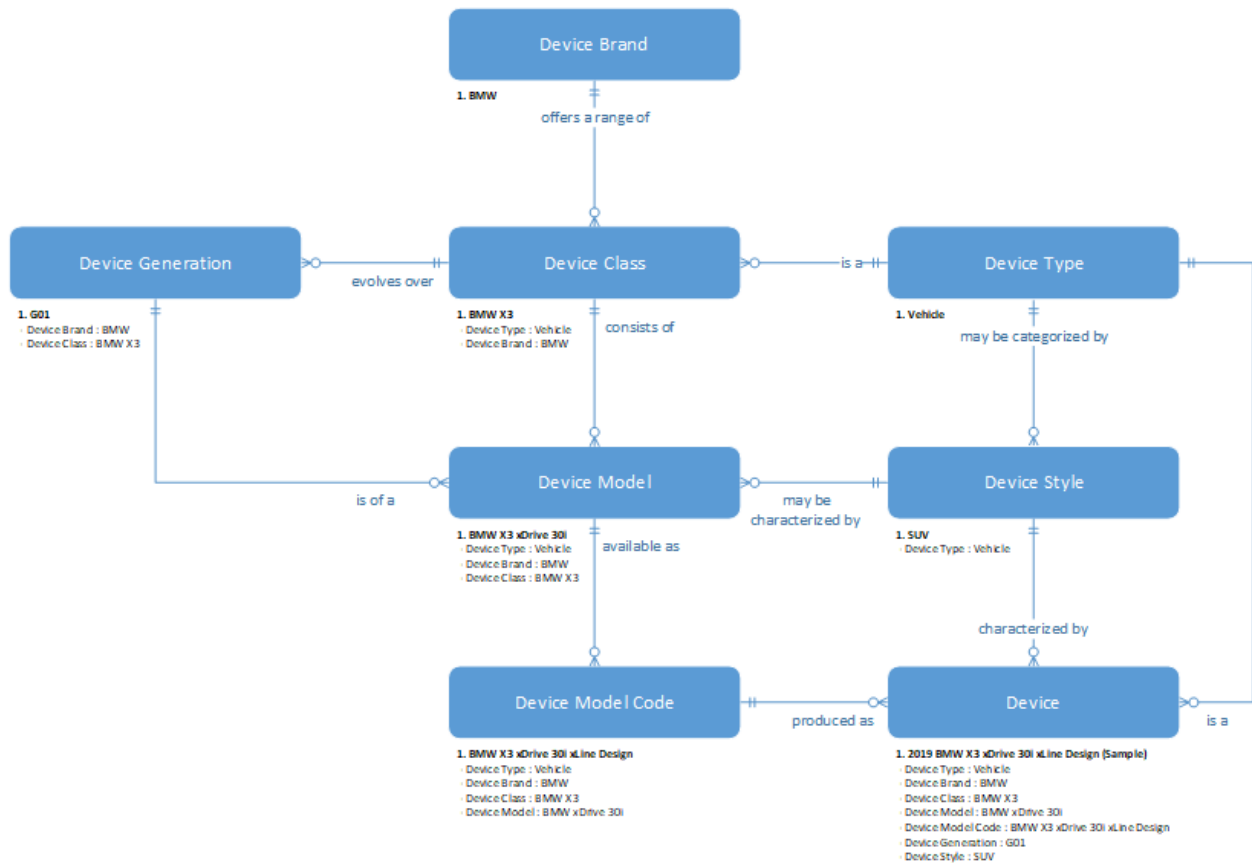 Device Brand
1. BMW
offers a range of
Device Generation
evolves over
Device Class
is a
Device Type
1. G01
· Device Brand : BMW
· Device Class : BMW X3
1. BMW X3
· Device Type : Vehicle
· Device Brand : BMW
consists of
1. Vehicle
may be categorized by
Device Model
Device Style
is of a
may be
characterized by
1. BMW X3 xDrive 30i
· Device Type : Vehicle
· Device Brand : BMW
· Device Class : BMW X3
available as
1. SUV
· Device Type : Vehicle
characterized by
Device Model Code
produced as
Device
is a
1. BMW X3 xDrive 30i xLine Design
· Device Type : Vehicle
· Device Brand : BMW
· Device Class : BMW X3
· Device Model : BMW xDrive 30i
1. 2019 BMW X3 xDrive 30i xLine Design (Sample)
· Device Type : Vehicle
· Device Brand : BMW
· Device Class : BMW X3
· Device Model : BMW xDrive 30i
· Device Model Code : BMW X3 xDrive 30i xLine Design
· Device Generation : G01
· Device Style : SUV